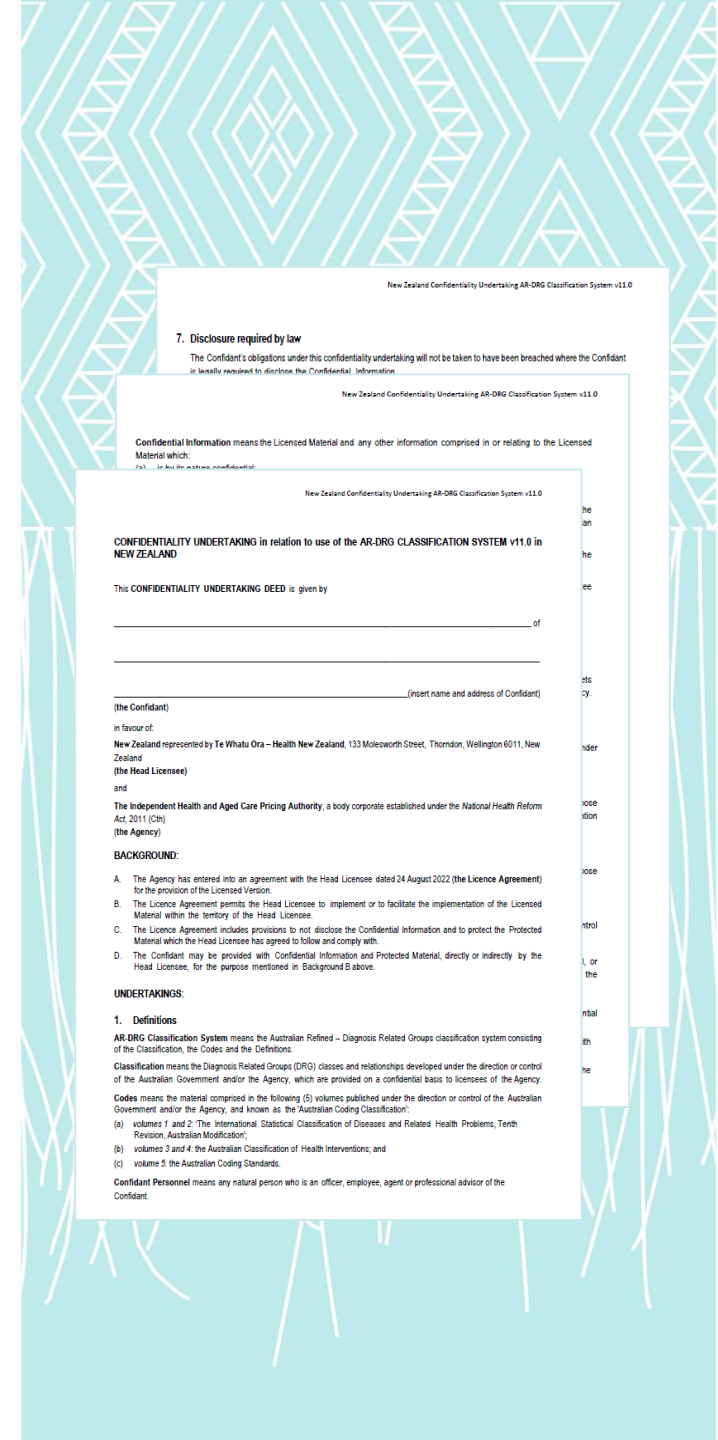 New Zealand Confidentiality Undertaking AR-DRG Classification System v11.0
7. Disclosure required by law
The Confidant's obligations under this confidentiality undertaking will not be taken to have been breached where the Confidant
is legally required to disclose the Confidential Information
New Zealand Confidentiality Undertaking AR-DRG Classification System v11.0
Confidential Information means the Licensed Material and any other information comprised in or relating to the Licensed
Material which:
(a) is by its nature confidential;
New Zealand Confidentiality Undertaking AR-DRG Classification System v11.0
CONFIDENTIALITY UNDERTAKING in relation to use of the AR-DRG CLASSIFICATION SYSTEM v11.0 in
NEW ZEALAND
This CONFIDENTIALITY UNDERTAKING DEED is given by
of
(insert name and address of Confidant)
(the Confidant)
in favour of:
New Zealand represented by Te Whatu Ora – Health New Zealand, 133 Molesworth Street, Thorndon, Wellington 6011, New
Zealand
(the Head Licensee)
and
The Independent Health and Aged Care Pricing Authority, a body corporate established under the National Health Reform
Act, 2011 (Cth)
(the Agency)
BACKGROUND:
A. The Agency has entered into an agreement with the Head Licensee dated 24 August 2022 (the Licence Agreement)
for the provision of the Licensed Version.
B. The Licence Agreement permits the Head Licensee to implement or to facilitate the implementation of the Licensed
Material within the territory of the Head Licensee.
C. The Licence Agreement includes provisions to not disclose the Confidential Information and to protect the Protected
Material which the Head Licensee has agreed to follow and comply with.
D. The Confidant may be provided with Confidential Information and Protected Material, directly or indirectly by the
Head Licensee, for the purpose mentioned in Background B above.
UNDERTAKINGS:
1. Definitions
AR-DRG Classification System means the Australian Refined – Diagnosis Related Groups classification system consisting
of the Classification, the Codes and the Definitions.
Classification means the Diagnosis Related Groups (DRG) classes and relationships developed under the direction or control
of the Australian Government and/or the Agency, which are provided on a confidential basis to licensees of the Agency.
Codes means the material comprised in the following (5) volumes published under the direction or control of the Australian
Government and/or the Agency, and known as the 'Australian Coding Classification':
(a) volumes 1 and 2: 'The International Statistical Classification of Diseases and Related Health Problems, Tenth
Revision, Australian Modification';
(b) volumes 3 and 4: the Australian Classification of Health Interventions; and
(c) volume 5: the Australian Coding Standards.
Confidant Personnel means any natural person who is an officer, employee, agent or professional advisor of the
Confidant.